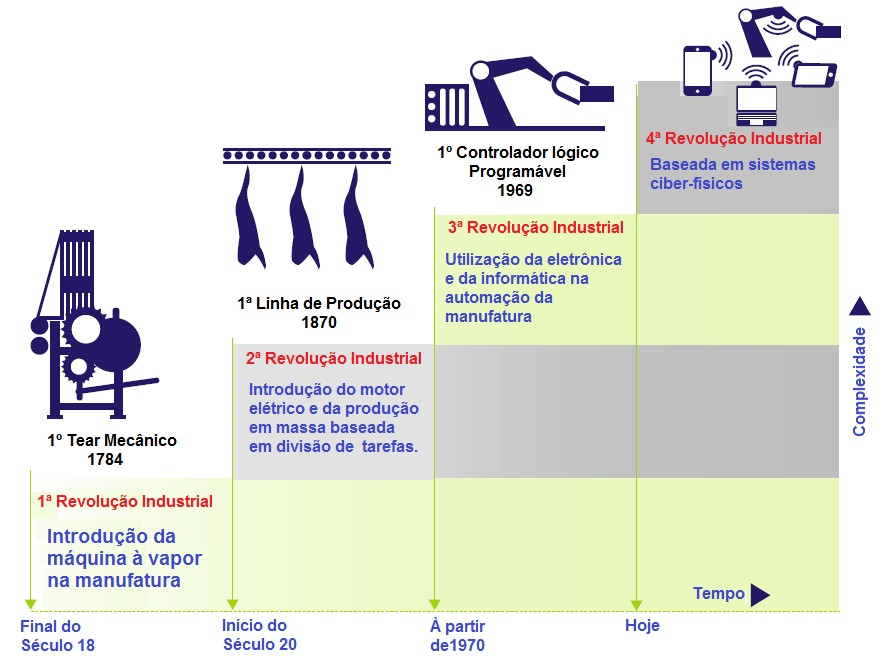 1º Tear Mecânico
1784
1ª Revolução Industrial
Introdução da
máquina à vapor
na manufatura
Final do
Século 18
1ª Linha de Produção
1870
2ª Revolução Industrial
Introdução do motor
elétrico e da produção
em massa baseada
em divisão de tarefas.
Início do
Século 20
1º Controlador lógico
Programável
1969
3ª Revolução Industrial
Utilização da eletrônica
e da informática na
automação da
manufatura
À partir
de1970
4ª Revolução Industrial
Baseada em sistemas
ciber-físicos
Hoje
Tempo
Complexidade